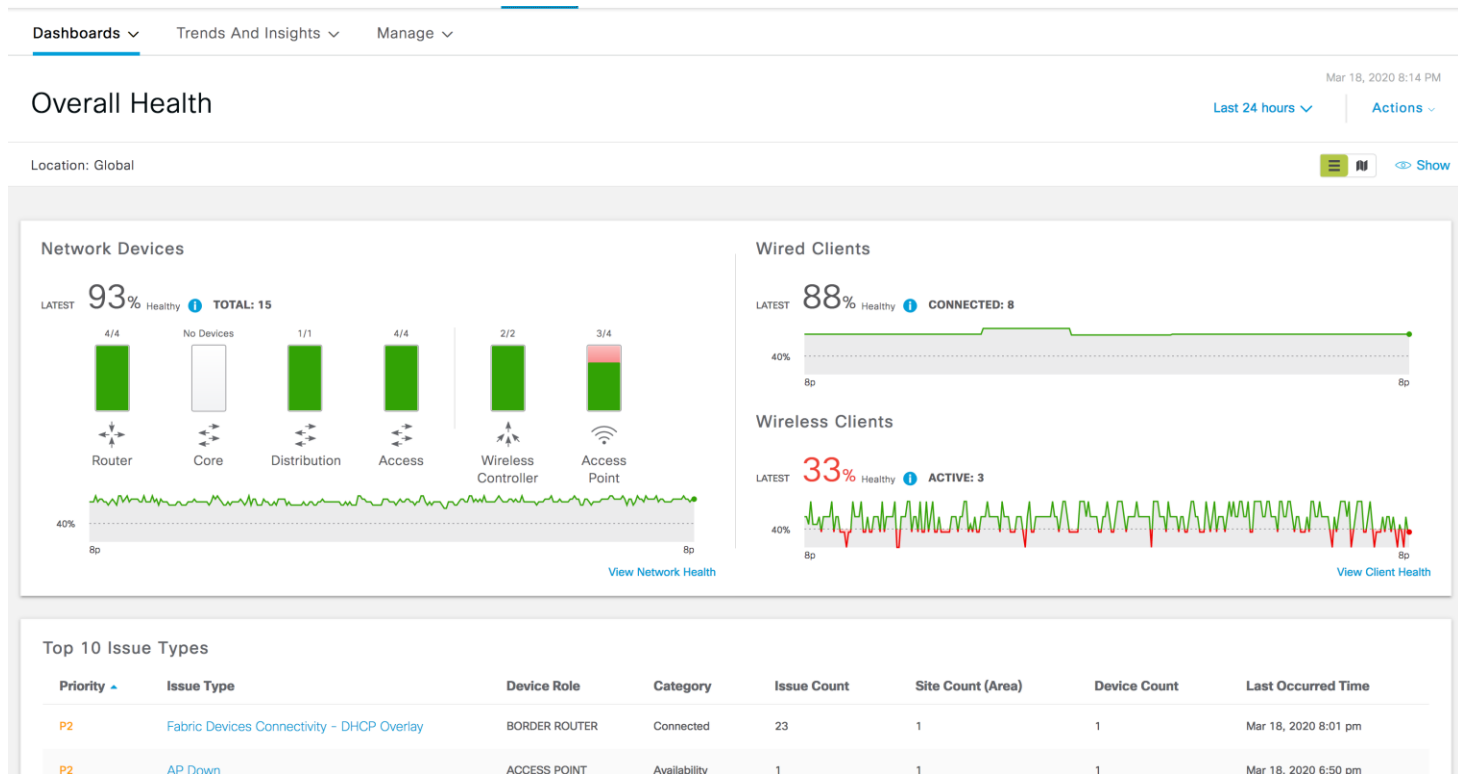 Dashboards Trends And Insights Manage
Mar 18, 2020 8:14 PM
Overall Health
Last 24 hours Actions
Location: Global
Show
Network Devices
LATEST 93% Healthy TOTAL: 15
4/4 No Devices 1/1 4/4 2/2 3/4
Router Core Distribution Access Wireless Controller Access Point
40%
8p 8p
View Network Health
Wired Clients
LATEST 88% Healthy CONNECTED: 8
40%
8p 8p
Wireless Clients
LATEST 33% Healthy ACTIVE: 3
40%
8p 8p
View Client Health
Top 10 Issue Types
Priority Issue Type Device Role Category Issue Count Site Count (Area) Device Count Last Occurred Time
P2 Fabric Devices Connectivity - DHCP Overlay BORDER ROUTER Connected 23 1 1 Mar 18, 2020 8:01 pm
P2 AP Down ACCESS POINT Availability 1 1 1 Mar 18, 2020 6:50 pm